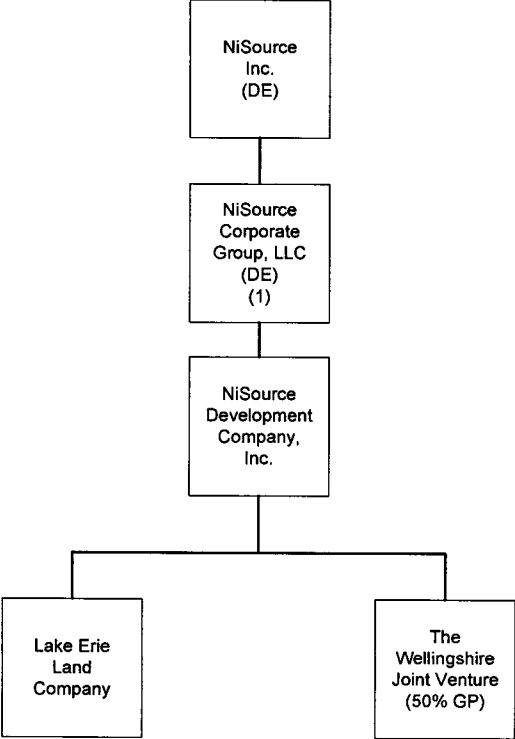 NiSource
Inc.
(DE)
NiSource
Corporate
Group, LLC
(DE)
(1)
NiSource
Development
Company,
Inc.
Lake Erie
Land
Company
The
Wellingshire
Joint Venture
(50% GP)